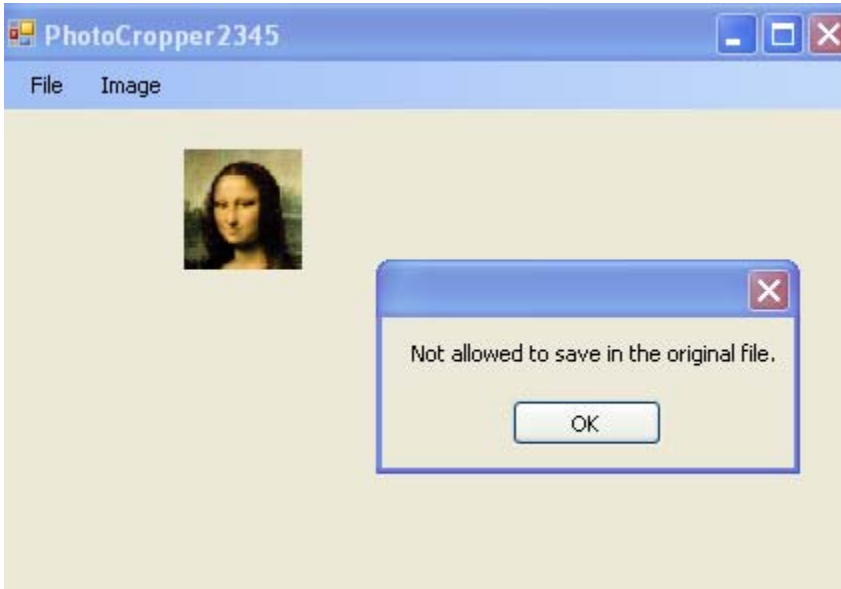 PhotoCropper2345
File Image
Not allowed to save in the original file.
OK